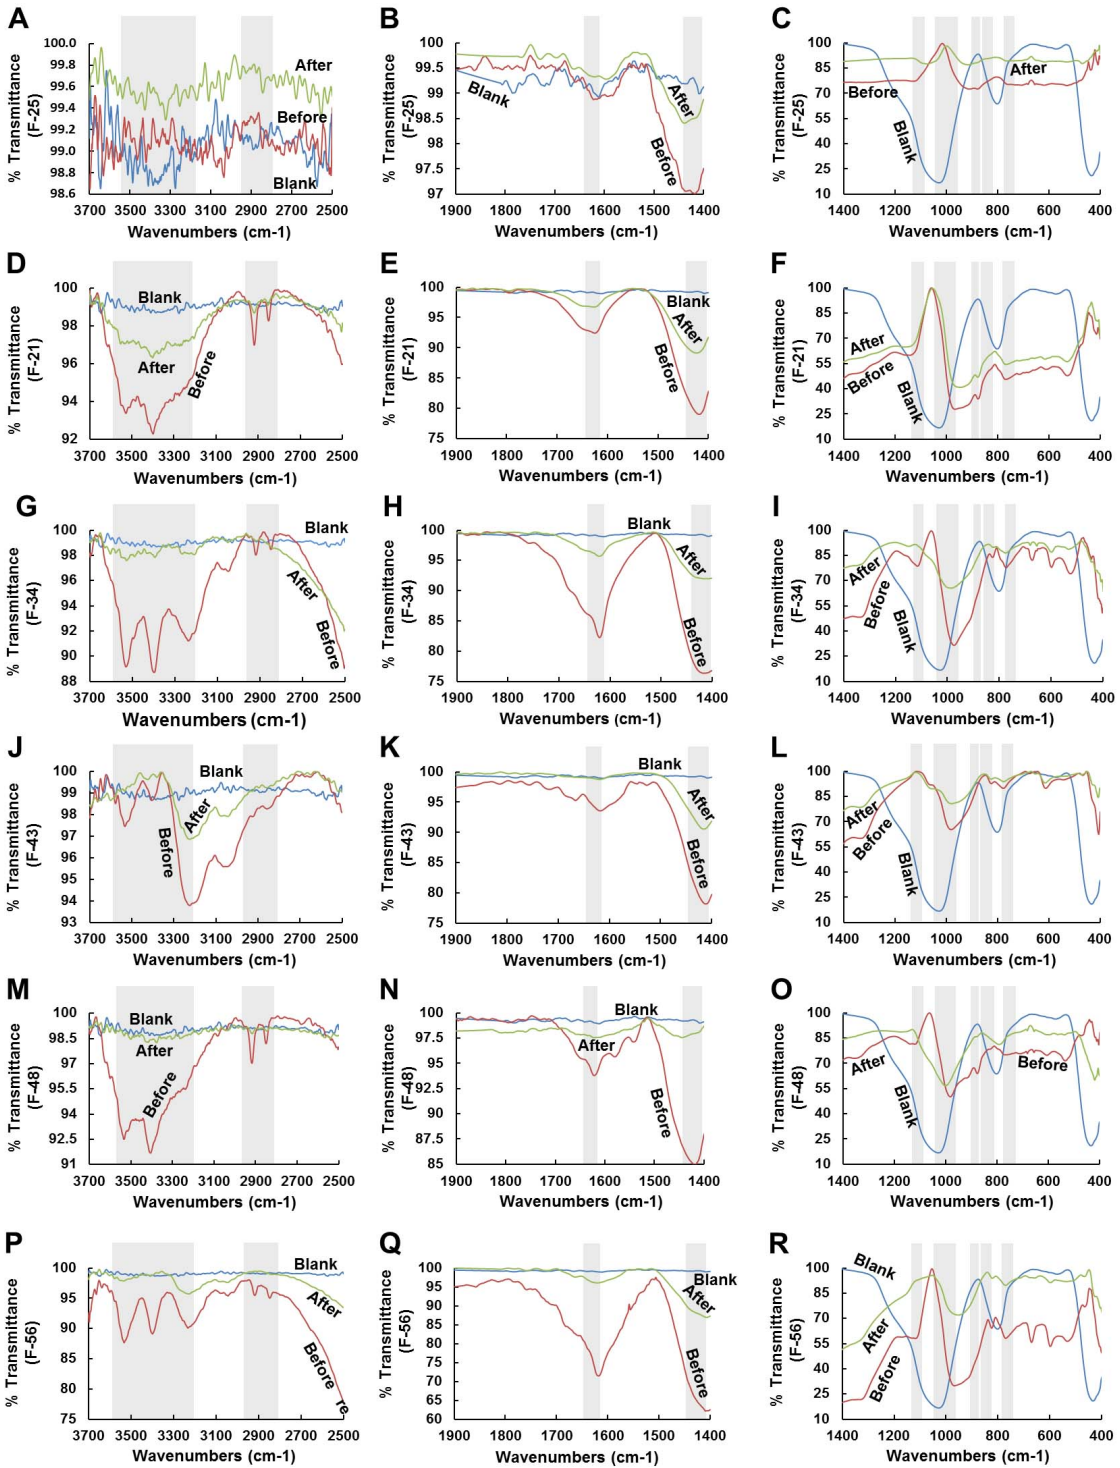 A
% Transmittance
(F-25)
100.0
99.8
99.6
99.4
99.2
99.0
98.8
98.6
After
Before
Blank
3700 3500 3300 3100 2900 2700 2500
Wavenumbers (cm-1)
B
% Transmittance
(F-25)
100
99.5
99
98.5
98
97.5
97
Blank
After
Before
1900 1800 1700 1600 1500 1400
Wavenumbers (cm-1)
C
% Transmittance
(F-25)
100
85
70
55
40
25
10
Before
After
Blank
1400 1200 1000 800 600 400
Wavenumbers (cm-1)
D
% Transmittance
(F-21)
100
98
96
94
92
Blank
After
Before
3700 3500 3300 3100 2900 2700 2500
Wavenumbers (cm-1)
E
% Transmittance
(F-21)
100
95
90
85
80
75
Blank
After
Before
1900 1800 1700 1600 1500 1400
Wavenumbers (cm-1)
F
% Transmittance
(F-21)
100
85
70
55
40
25
10
After
Before
Blank
1400 1200 1000 800 600 400
Wavenumbers (cm-1)
G
% Transmittance
(F-34)
100
98
96
94
92
90
88
Blank
After
Before
3700 3500 3300 3100 2900 2700 2500
Wavenumbers (cm-1)
H
% Transmittance
(F-34)
100
95
90
85
80
75
Blank
After
Before
1900 1800 1700 1600 1500 1400
Wavenumbers (cm-1)
I
% Transmittance
(F-34)
100
85
70
55
40
25
10
After
Before
Blank
1400 1200 1000 800 600 400
Wavenumbers (cm-1)
J
% Transmittance
(F-43)
100
99
98
97
96
95
94
93
Blank
After
Before
3700 3500 3300 3100 2900 2700 2500
Wavenumbers (cm-1)
K
% Transmittance
(F-43)
100
95
90
85
80
75
Blank
After
Before
1900 1800 1700 1600 1500 1400
Wavenumbers (cm-1)
L
% Transmittance
(F-43)
100
85
70
55
40
25
10
After
Before
Blank
1400 1200 1000 800 600 400
Wavenumbers (cm-1)
M
% Transmittance
(F-48)
100
98.5
97
95.5
94
92.5
91
Blank
After
Before
3700 3500 3300 3100 2900 2700 2500
Wavenumbers (cm-1)
N
% Transmittance
(F-48)
100
97.5
95
92.5
90
87.5
85
Blank
After
Before
1900 1800 1700 1600 1500 1400
Wavenumbers (cm-1)
O
% Transmittance
(F-48)
100
85
70
55
40
25
10
After
Before
Blank
1400 1200 1000 800 600 400
Wavenumbers (cm-1)
P
% Transmittance
(F-56)
100
95
90
85
80
75
Blank
After
Before
re
3700 3500 3300 3100 2900 2700 2500
Wavenumbers (cm-1)
Q
% Transmittance
(F-56)
100
95
90
85
80
75
70
65
60
Blank
After
Before
1900 1800 1700 1600 1500 1400
Wavenumbers (cm-1)
R
% Transmittance
(F-56)
100
85
70
55
40
25
10
Blank
After
Before
1400 1200 1000 800 600 400
Wavenumbers (cm-1)